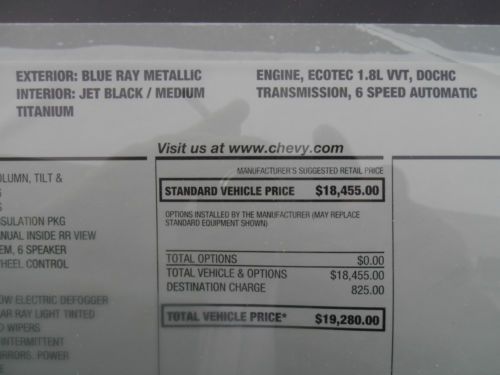 EXTERIOR: BLUE RAY METALLIC
INTERIOR: JET BLACK / MEDIUM
TITANIUM
ENGINE, ECOTEC 1.8L VVT, DOCHC
TRANSMISSION, 6 SPEED AUTOMATIC
Visit us at www.chevy.com
MANUFACTURER'S SUGGESTED RETAIL PRICE
STANDARD VEHICLE PRICE $18,455.00
OPTIONS INSTALLED BY THE MANUFACTURER (MAY REPLACE
STANDARD EQUIPMENT SHOWN)
TOTAL OPTIONS $0.00
TOTAL VEHICLE & OPTIONS $18,455.00
DESTINATION CHARGE 825.00
TOTAL VEHICLE PRICE* $19,280.00
OLUMN, TILT &
S
S
SULATION PKG
ANUAL INSIDE RR VIEW
EM, 6 SPEAKER
HEEL CONTROL
OW ELECTRIC DEFOGGER
AR RAY LIGHT TINTED
D WIPERS
INTERMITTENT
IRRORS, POWER